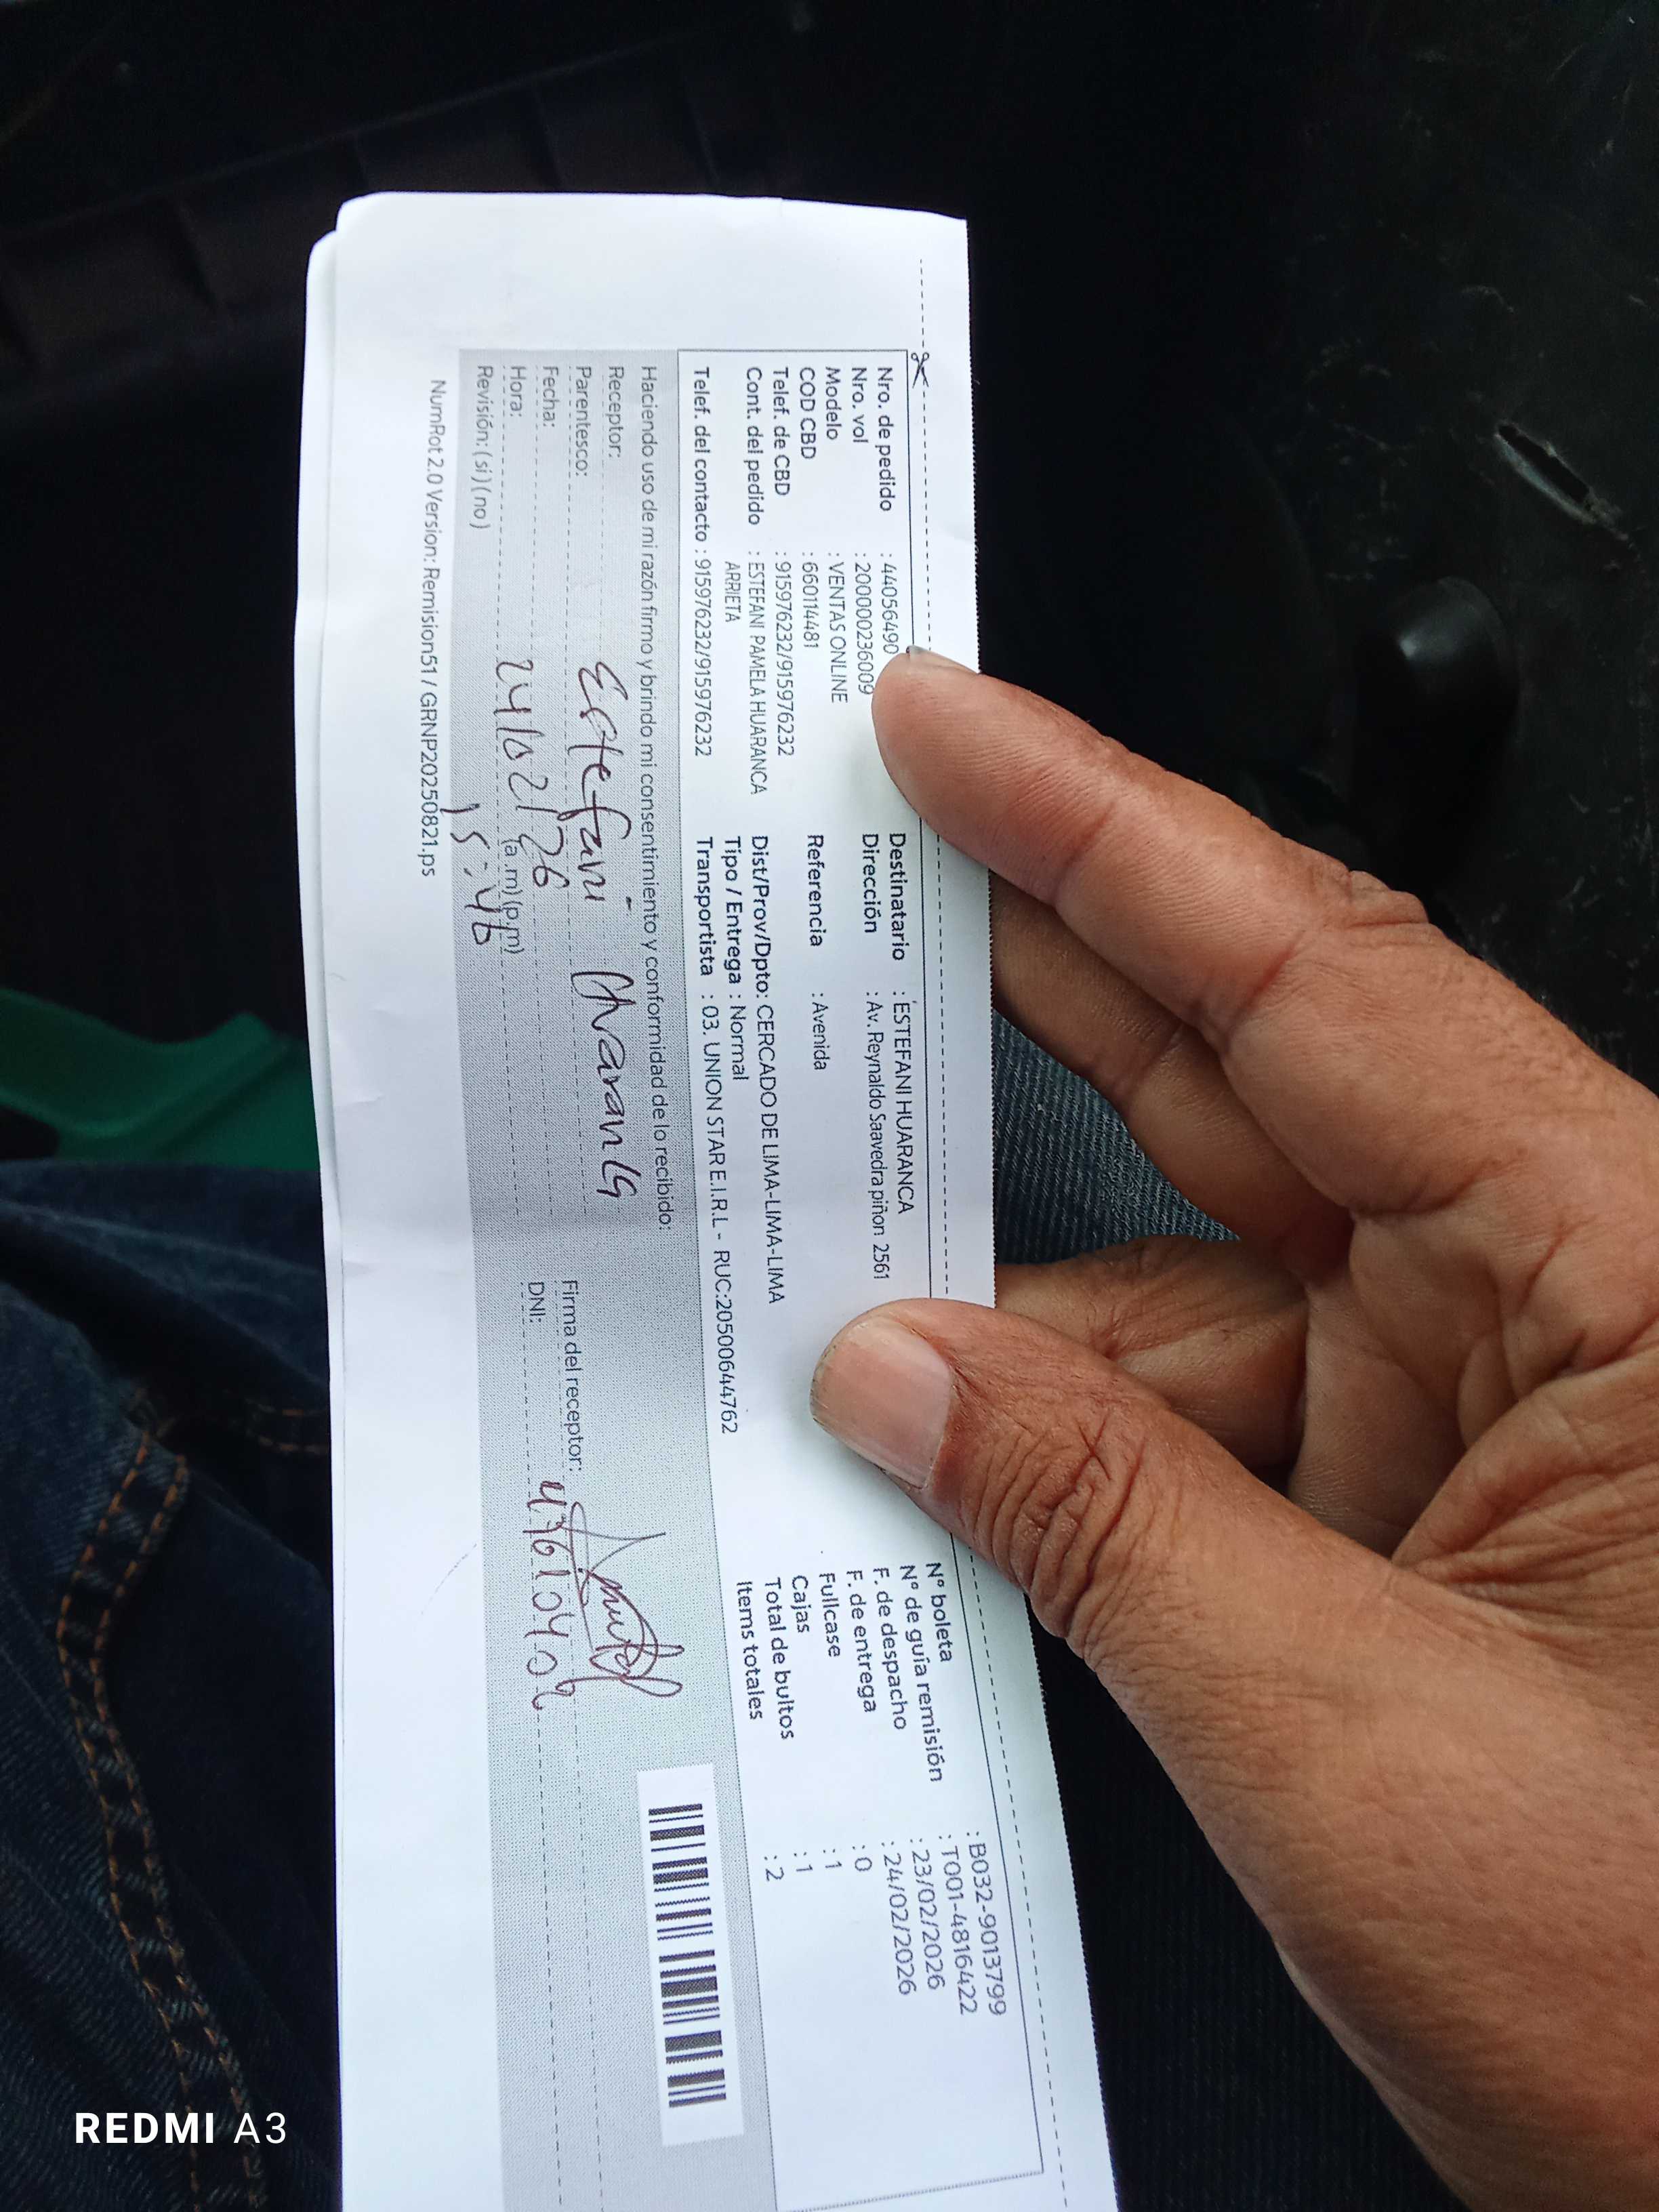 Nro. de pedido : 44056490
Nro. vol : 2000000236009
Modelo : VENTAS ONLINE
COD CBD : 660114481
Telef. de CBD : 915976232/915976232
Cont. del pedido : ESTEFANI PAMELA HUARANCA
ARRIETA
Telef. del contacto : 915976232/915976232
Destinatario : ESTEFANI HUARANCA
Dirección : Av. Reynaldo Saavedra piñon 2561
Referencia : Avenida
Dist/Prov/Dpto: CERCADO DE LIMA-LIMA-LIMA
Tipo / Entrega : Normal
Transportista : 03. UNION STAR E.I.R.L - RUC:20500644762
N° boleta : B032-9013799
N° de guía remisión : T001-4816422
F. de despacho : 23/02/2026
F. de entrega : 24/02/2026
Fullcase : 0
Cajas : 1
Total de bultos : 1
Items totales : 2
Haciendo uso de mi razón firmo y brindo mi consentimiento y conformidad de lo recibido:
Receptor: Estefani
Parentesco:
Fecha: 24/02/26
Hora: (a.m)(p.m) 15:46
Revisión: (si)(no)
Firma del receptor:
DNI:
NumRot 2.0 Version: Remision51 / GRNP20250821.ps
REDMI A3